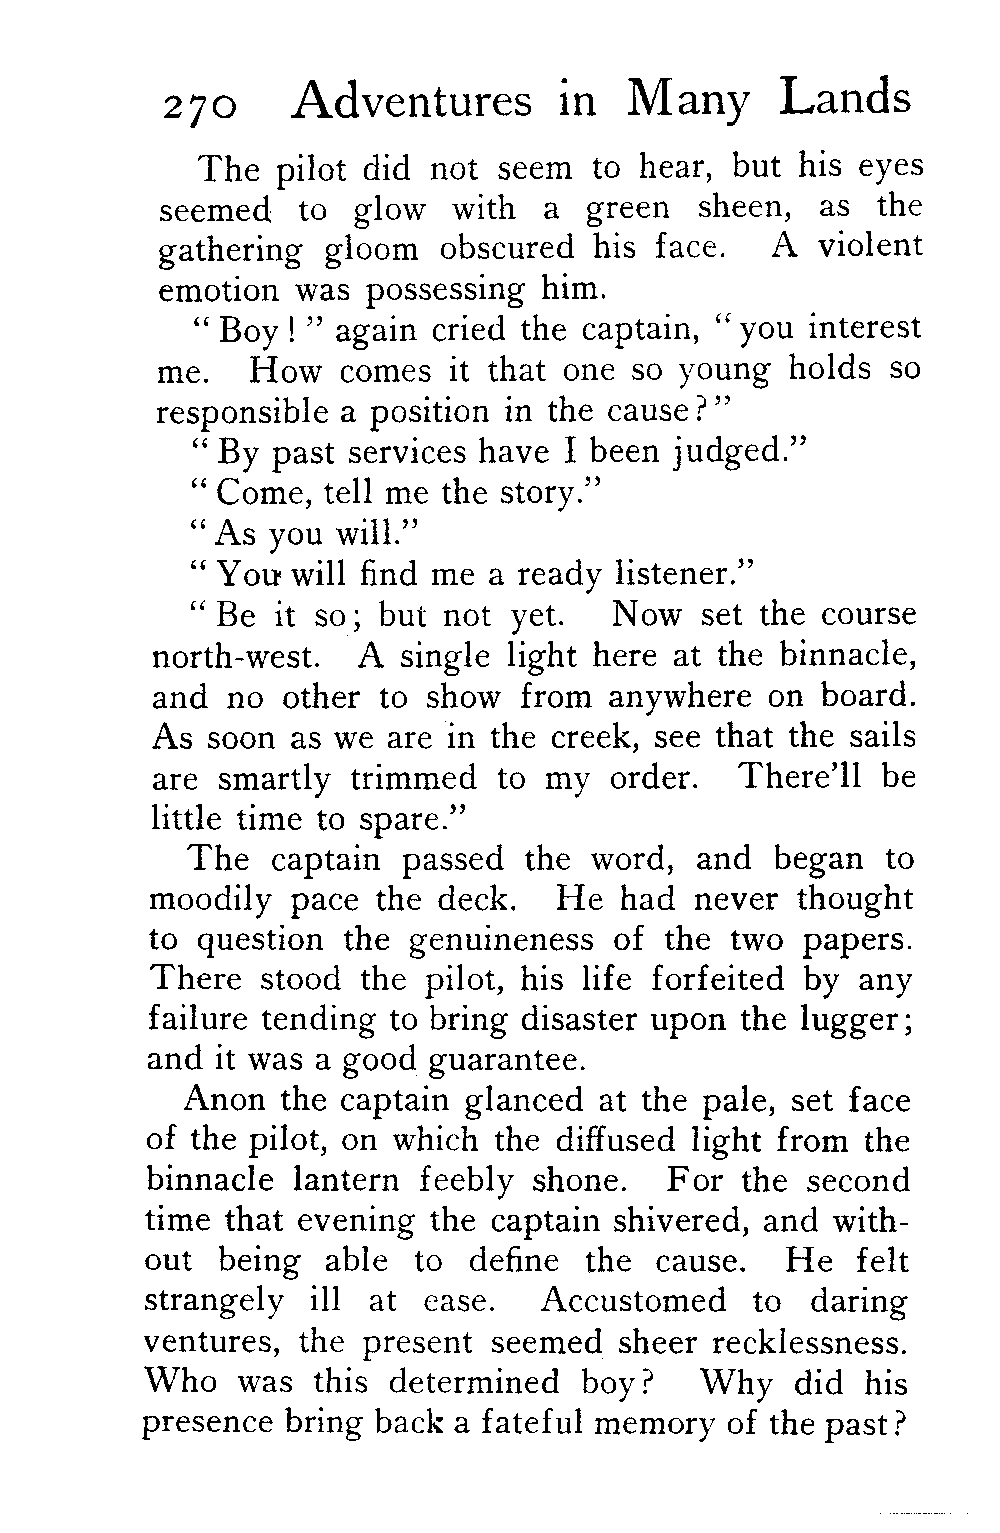 270 Adventures in Many Lands
The pilot did not seem to hear, but his eyes
seemed to glow with a green sheen, as the
gathering gloom obscured his face. A violent
emotion was possessing him.
“Boy!” again cried the captain, “you interest
me. How comes it that one so young holds so
responsible a position in the cause?”
“By past services have I been judged.”
“Come, tell me the story.”
“As you will.”
“You will find me a ready listener.”
“Be it so; but not yet. Now set the course
north-west. A single light here at the binnacle,
and no other to show from anywhere on board.
As soon as we are in the creek, see that the sails
are smartly trimmed to my order. There’ll be
little time to spare.”
The captain passed the word, and began to
moodily pace the deck. He had never thought
to question the genuineness of the two papers.
There stood the pilot, his life forfeited by any
failure tending to bring disaster upon the lugger;
and it was a good guarantee.
Anon the captain glanced at the pale, set face
of the pilot, on which the diffused light from the
binnacle lantern feebly shone. For the second
time that evening the captain shivered, and with-
out being able to define the cause. He felt
strangely ill at ease. Accustomed to daring
ventures, the present seemed sheer recklessness.
Who was this determined boy? Why did his
presence bring back a fateful memory of the past?